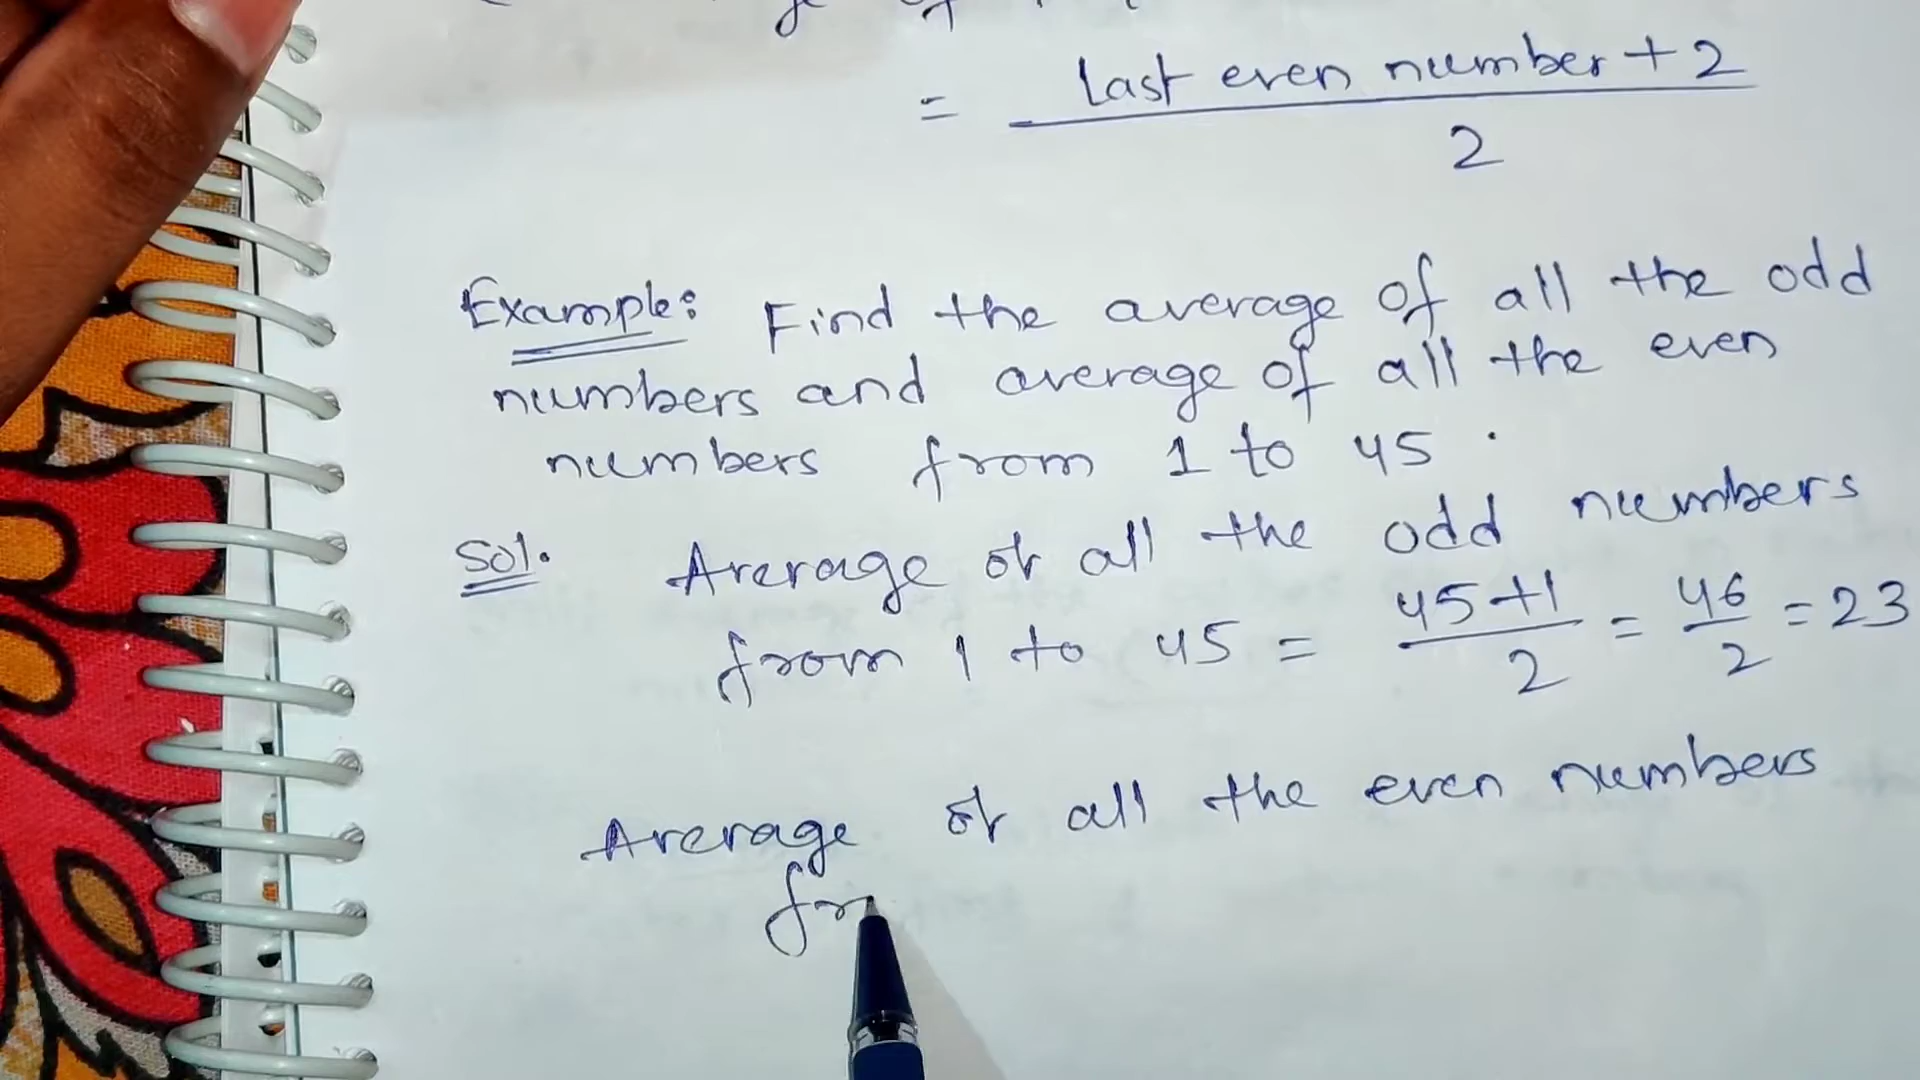 = last even number + 2
2
Example: Find the average of all the odd
numbers and average of all the even
numbers from 1 to 45.
Sol. Average of all the odd numbers
from 1 to 45 = 45+1/2 = 46/2 = 23
Average of all the even numbers
fr